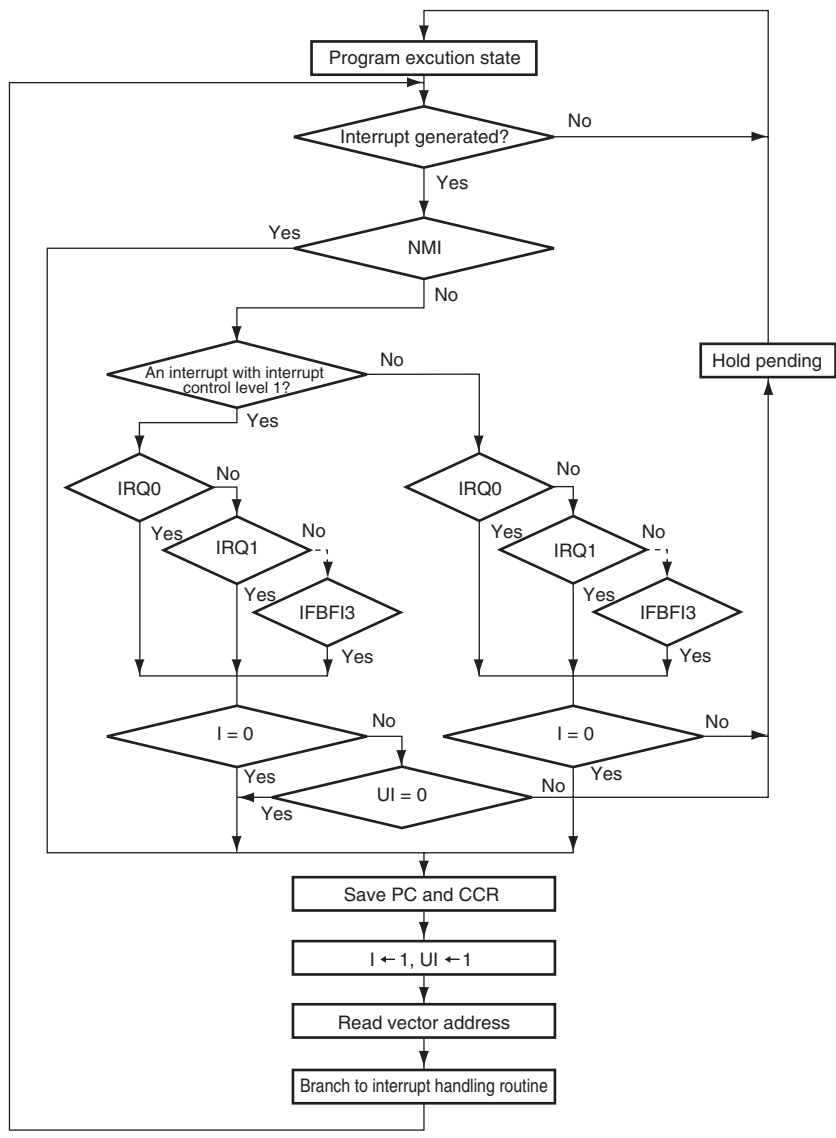 Program excution state
Interrupt generated?
No
Yes
Yes
NMI
No
An interrupt with interrupt
control level 1?
No
Hold pending
Yes
IRQ0
No
IRQ0
No
Yes
IRQ1
No
Yes
IRQ1
No
Yes
IFBFI3
Yes
IFBFI3
Yes
Yes
I = 0
No
I = 0
No
Yes
UI = 0
No
Yes
Yes
Save PC and CCR
I ← 1, UI ← 1
Read vector address
Branch to interrupt handling routine